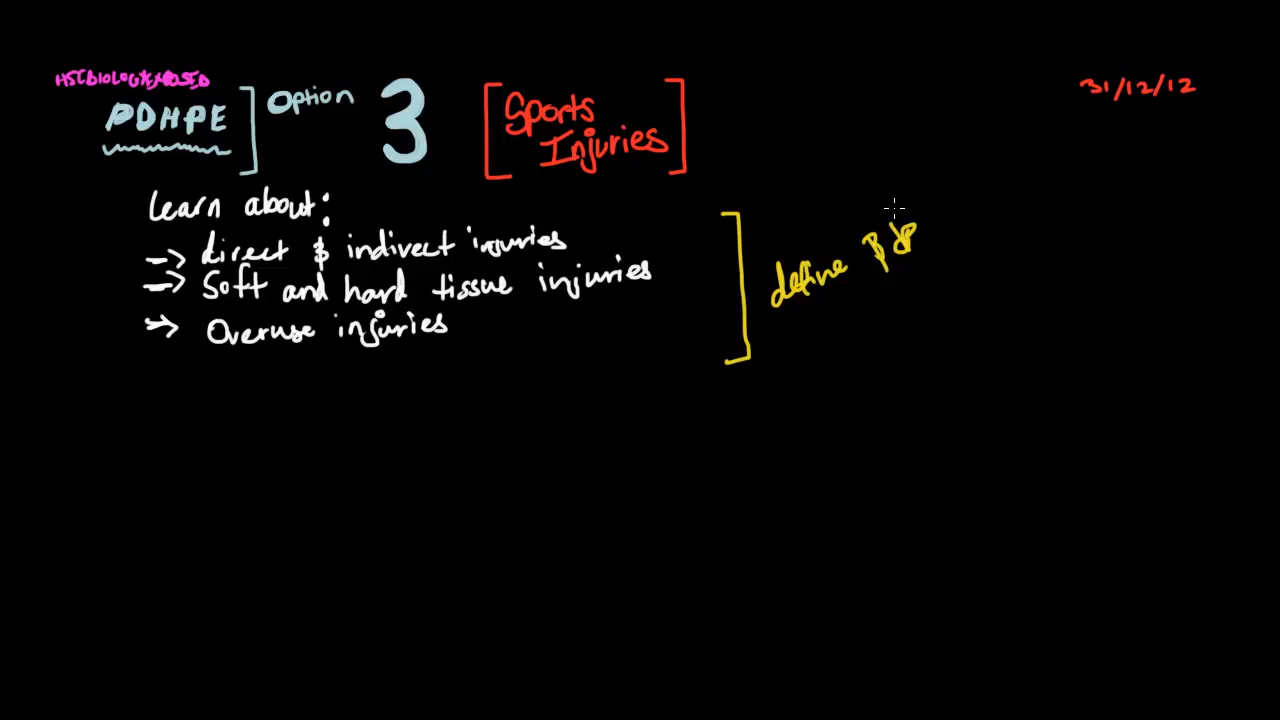 HSCBIOLOGYEXPOSED
PDHPE] Option 3 [Sports Injuries]
31/12/12
Learn about:
→ direct & indirect injuries
→ Soft and hard tissue injuries
→ Overuse injuries
define &